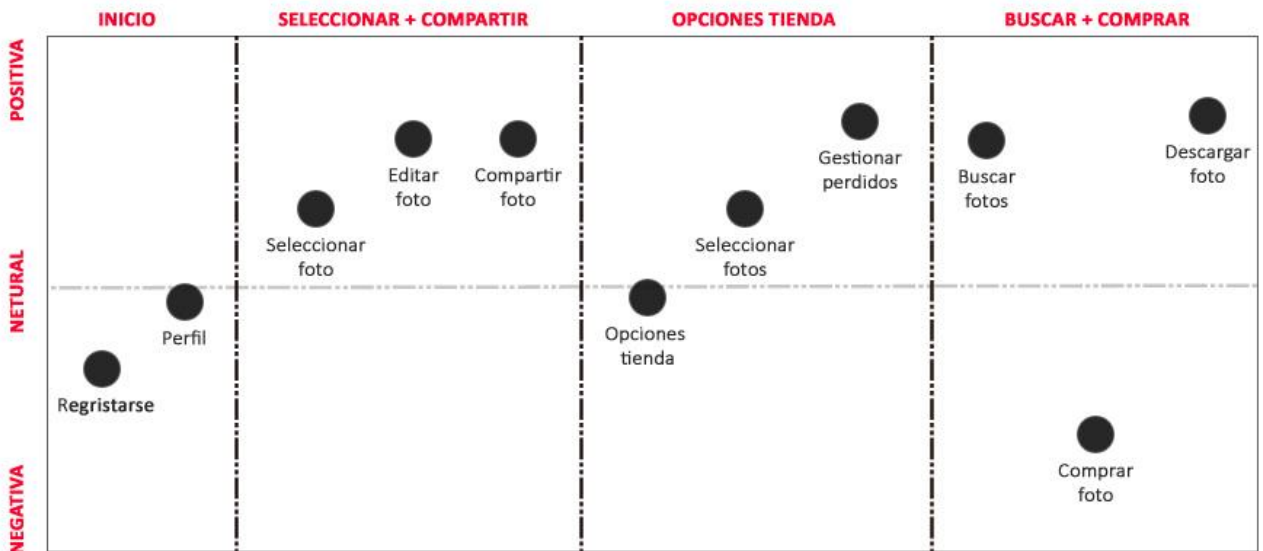 INICIO
SELECCIONAR + COMPARTIR
OPCIONES TIENDA
BUSCAR + COMPRAR
POSITIVA
NETURAL
NEGATIVA
Regristarse
Perfil
Seleccionar
foto
Editar
foto
Compartir
foto
Opciones
tienda
Seleccionar
fotos
Gestionar
perdidos
Buscar
fotos
Comprar
foto
Descargar
foto